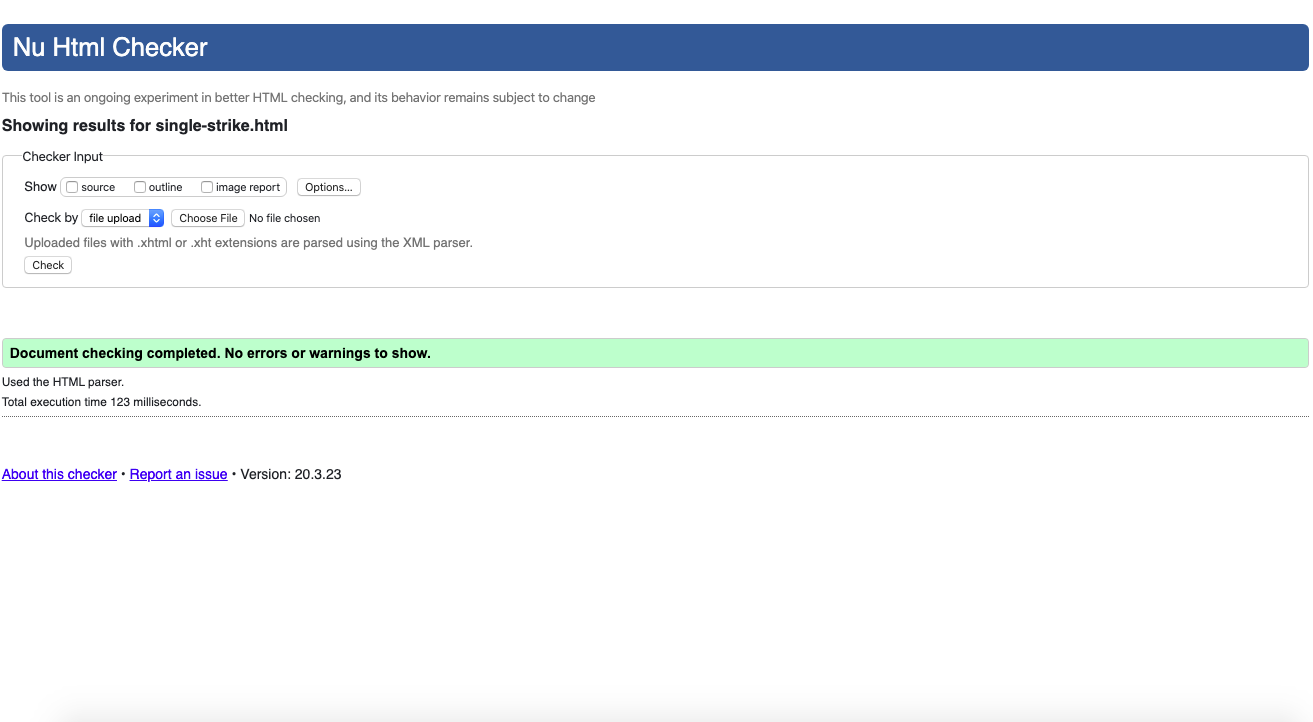 Nu Html Checker
This tool is an ongoing experiment in better HTML checking, and its behavior remains subject to change
Showing results for single-strike.html
Checker Input
Show source outline image report Options...
Check by file upload Choose File No file chosen
Uploaded files with .xhtml or .xht extensions are parsed using the XML parser.
Check
Document checking completed. No errors or warnings to show.
Used the HTML parser.
Total execution time 123 milliseconds.
About this checker • Report an issue • Version: 20.3.23